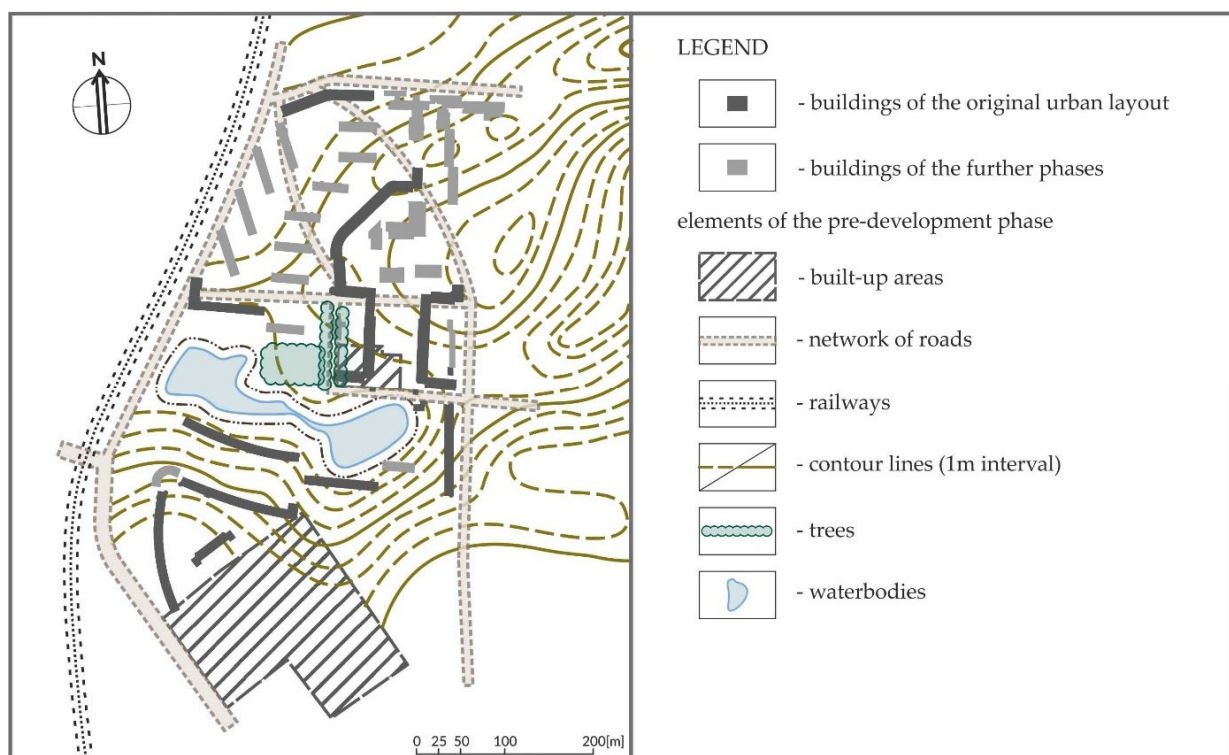 N
0 25 50 100 200[m]
LEGEND
- buildings of the original urban layout
- buildings of the further phases
elements of the pre-development phase
- built-up areas
- network of roads
- railways
- contour lines (1m interval)
- trees
- waterbodies